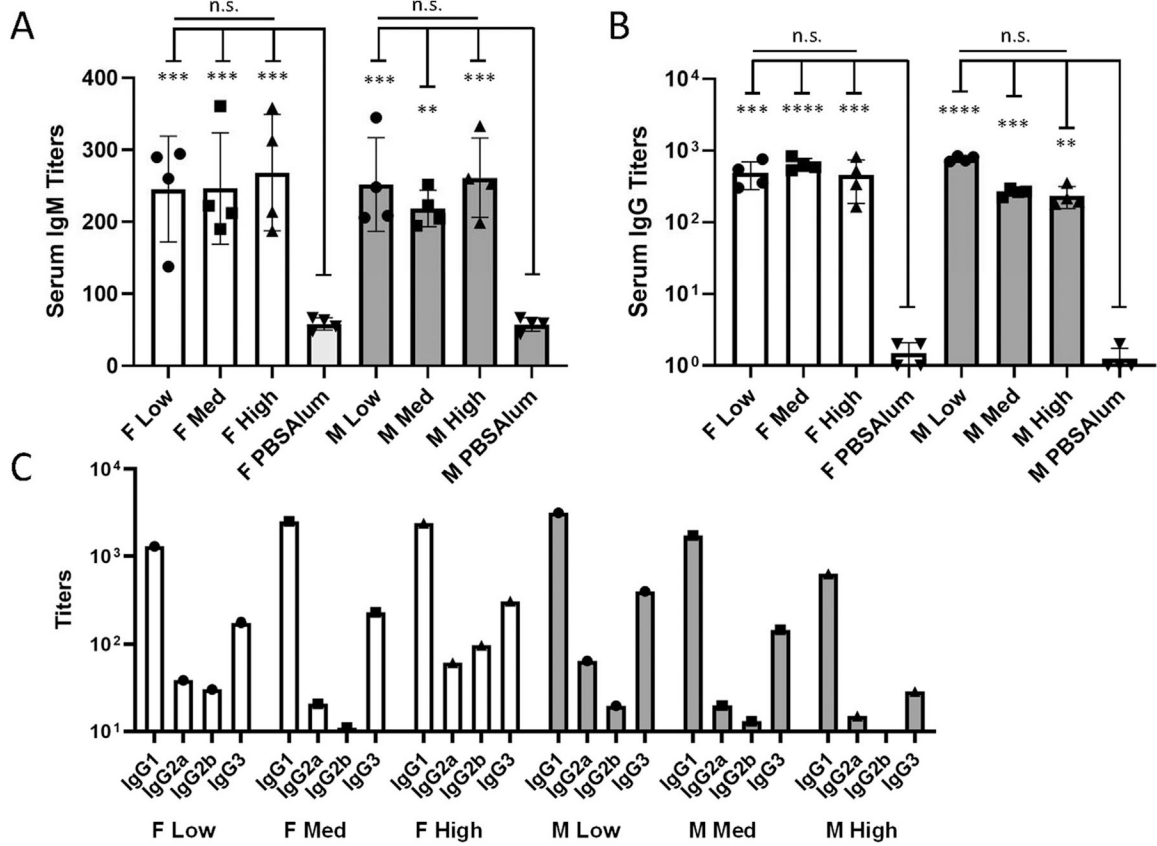 A
n.s.
n.s.
*** *** *** *** ** ***
Serum IgM Titers
400
300
200
100
0
F Low
F Med
F High
F PBSAlum
M Low
M Med
M High
M PBSAlum
B
n.s.
n.s.
*** **** *** **** *** **
Serum IgG Titers
10⁴
10³
10²
10¹
10⁰
F Low
F Med
F High
F PBSAlum
M Low
M Med
M High
M PBSAlum
C
Titers
10⁴
10³
10²
10¹
IgG1 IgG2a IgG2b IgG3 IgG1 IgG2a IgG2b IgG3 IgG1 IgG2a IgG2b IgG3 IgG1 IgG2a IgG2b IgG3 IgG1 IgG2a IgG2b IgG3 IgG1 IgG2a IgG2b IgG3
F Low F Med F High M Low M Med M High